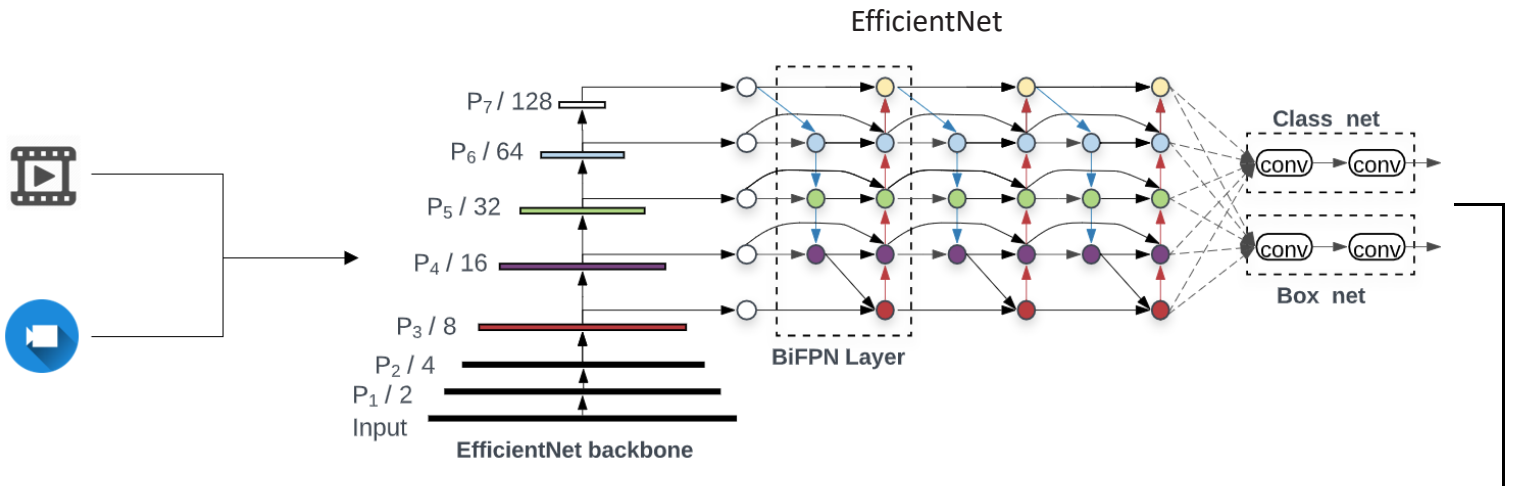 EfficientNet
P7 / 128
P6 / 64
P5 / 32
P4 / 16
P3 / 8
P2 / 4
P1 / 2
Input
EfficientNet backbone
BiFPN Layer
Class net
conv conv
conv conv
Box net